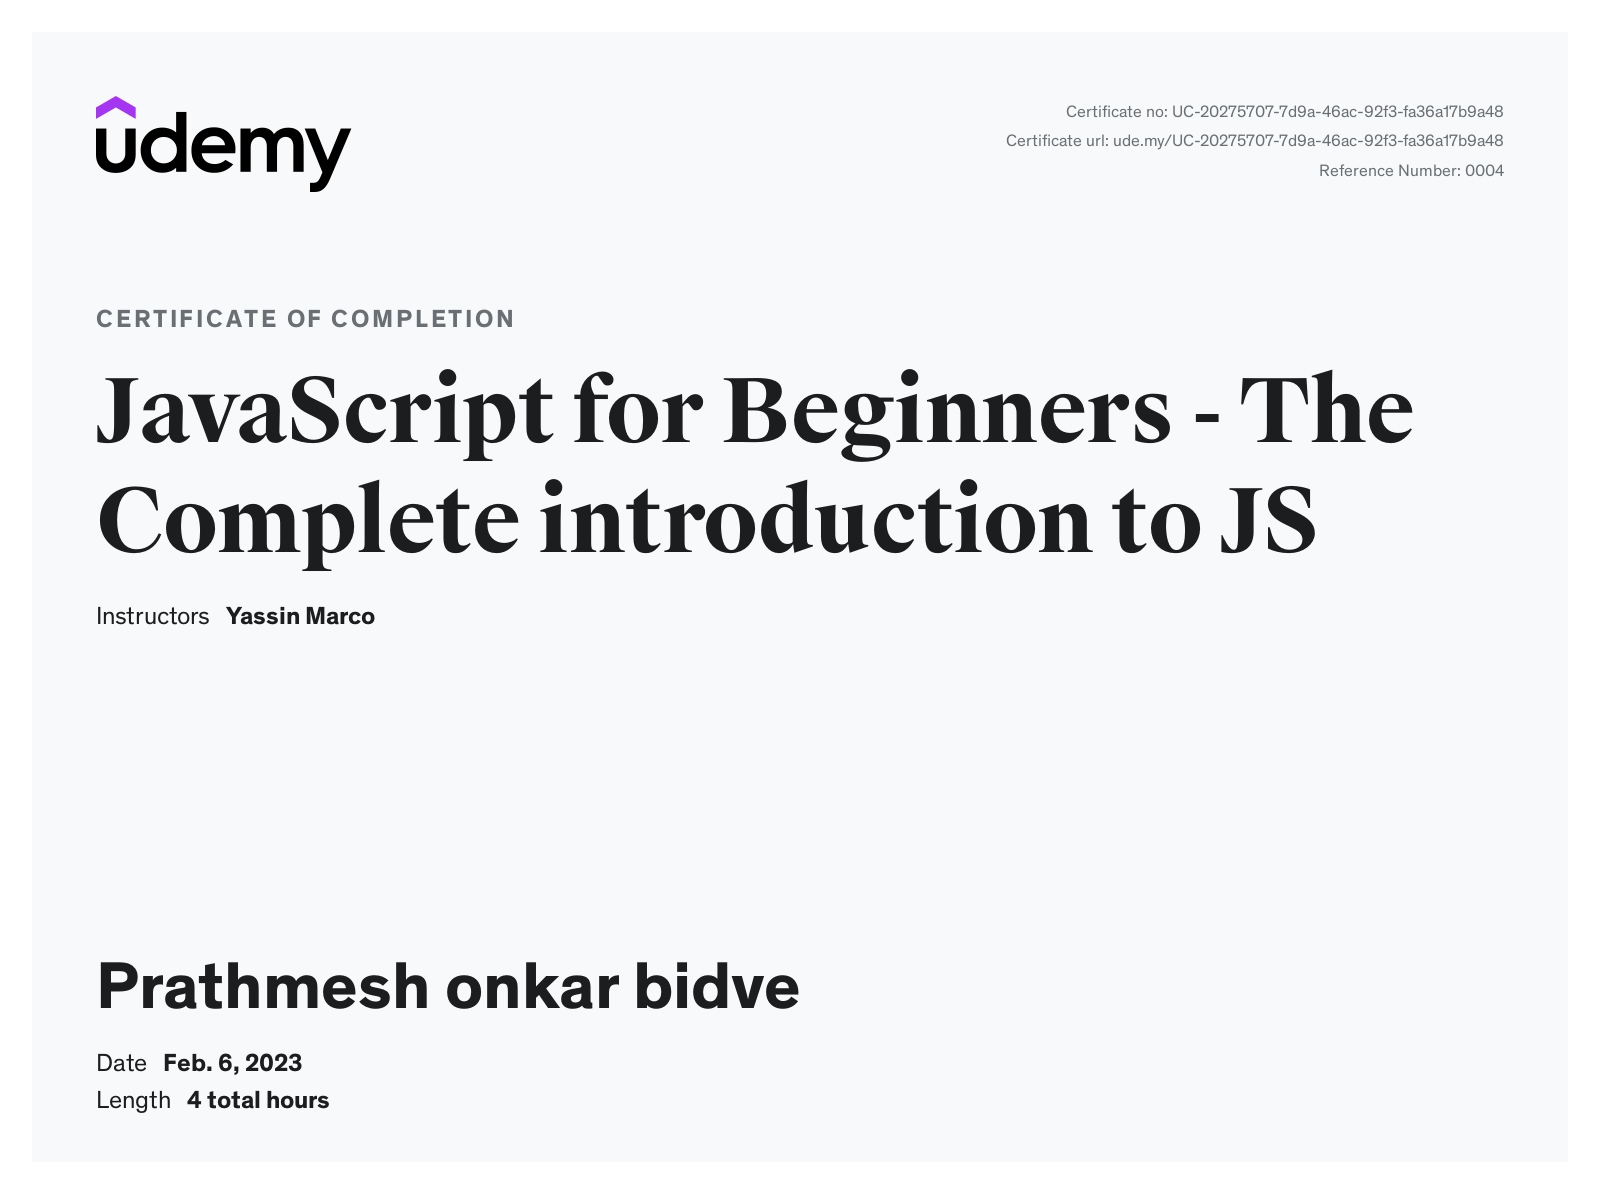 udemy
Certificate no: UC-20275707-7d9a-46ac-92f3-fa36a17b9a48
Certificate url: ude.my/UC-20275707-7d9a-46ac-92f3-fa36a17b9a48
Reference Number: 0004
CERTIFICATE OF COMPLETION
JavaScript for Beginners - The
Complete introduction to JS
Instructors Yassin Marco
Prathmesh onkar bidve
Date Feb. 6, 2023
Length 4 total hours